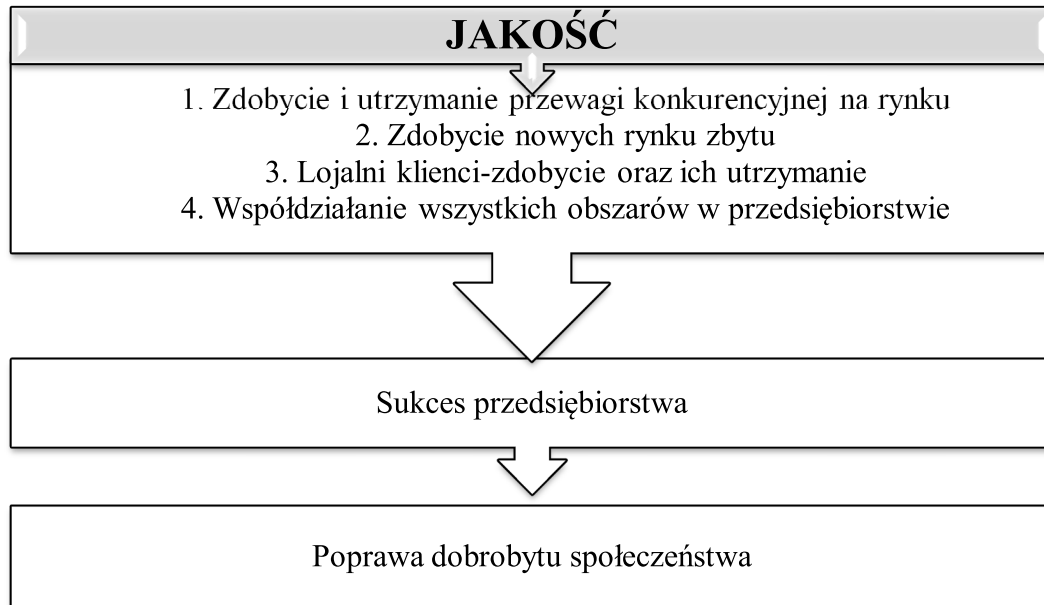 JAKOŚĆ
1. Zdobycie i utrzymanie przewagi konkurencyjnej na rynku
2. Zdobycie nowych rynku zbytu
3. Lojalni klienci-zdobycie oraz ich utrzymanie
4. Współdziałanie wszystkich obszarów w przedsiębiorstwie
Sukces przedsiębiorstwa
Poprawa dobrobytu społeczeństwa